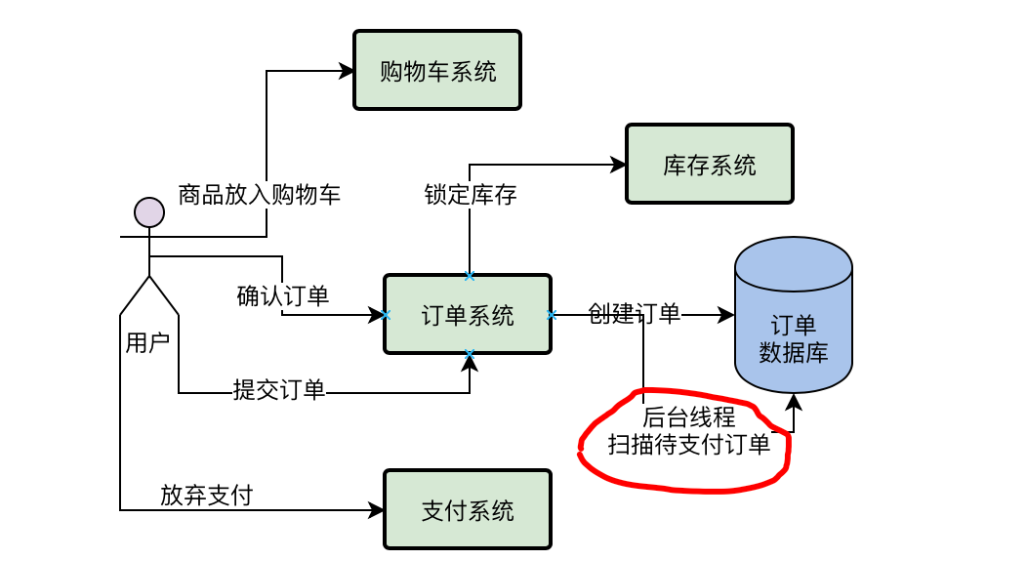 购物车系统
库存系统
商品放入购物车
锁定库存
确认订单
订单系统
创建订单
订单
数据库
用户
提交订单
后台线程
扫描待支付订单
放弃支付
支付系统